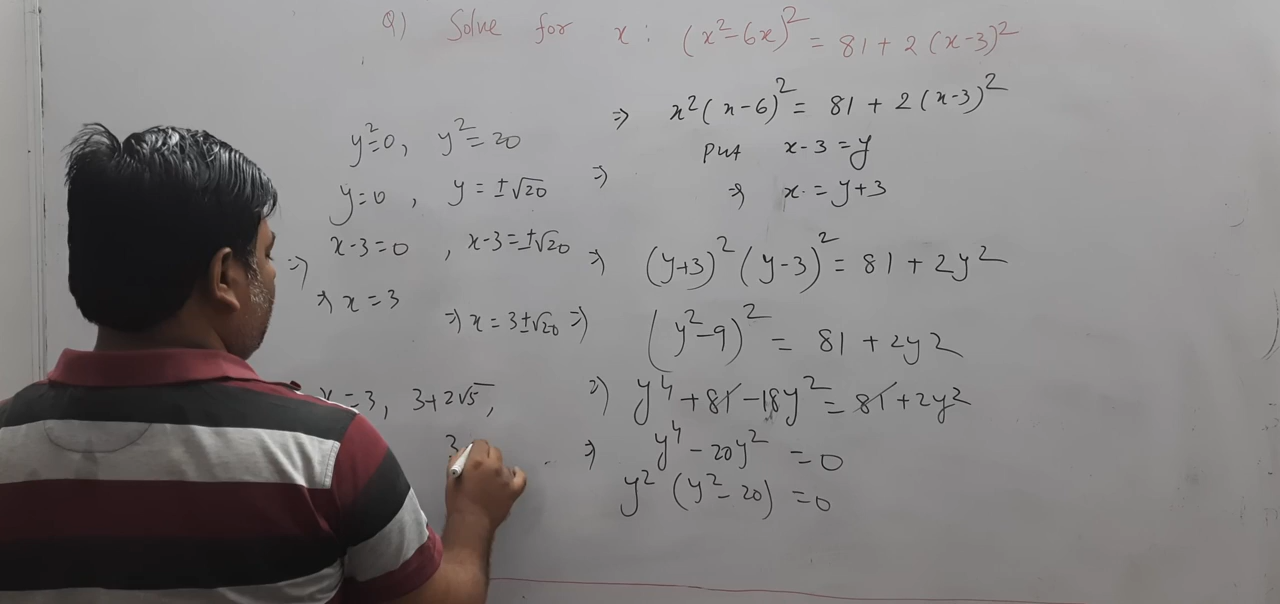 Q) Solve for x : (x²-6x)² = 81 + 2(x-3)²
⇒ x²(x-6)² = 81 + 2(x-3)²
Put x-3 = y
⇒ ⇒ x = y+3
⇒ (y+3)² (y-3)² = 81 + 2y²
⇒ (y²-9)² = 81 + 2y²
⇒ y⁴ + 81 - 18y² = 81 + 2y²
⇒ y⁴ - 20y² = 0
y² (y²-20) = 0
y²=0, y²=20
y=0, y = ±√20
⇒ x-3=0, x-3=±√20
⇒ x=3
⇒ x = 3±√20
x=3, 3+2√5,
3